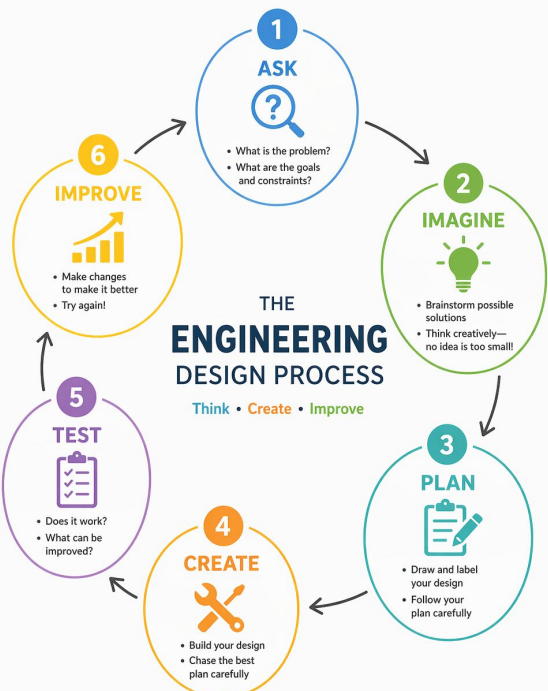 1
ASK
?
• What is the problem?
• What are the goals
and constraints?
2
IMAGINE
• Brainstorm possible
solutions
• Think creatively—
no idea is too small!
3
PLAN
• Draw and label
your design
• Follow your
plan carefully
4
CREATE
• Build your design
• Chase the best
plan carefully
5
TEST
• Does it work?
• What can be
improved?
6
IMPROVE
• Make changes
to make it better
• Try again!
THE
ENGINEERING
DESIGN PROCESS
Think • Create • Improve